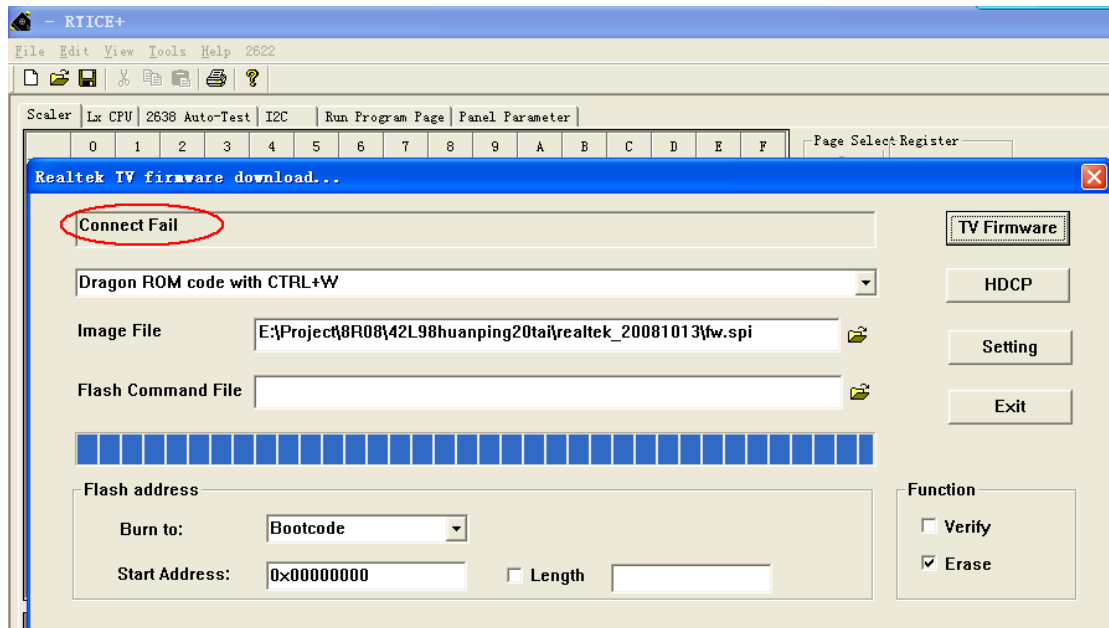 - RTICE+
File Edit View Tools Help 2622
Scaler Lx CPU 2638 Auto-Test I2C Run Program Page Panel Parameter
0 1 2 3 4 5 6 7 8 9 A B C D E F Page Select Register
Realtek TV firmware download...
Connect Fail TV Firmware
Dragon ROM code with CTRL+W HDCP
Image File E:\Project\8R08\42L98huanping20tai\realtek_20081013\fw.spi
Setting
Flash Command File
Exit
Flash address Function
Burn to: Bootcode Verify
Start Address: 0x00000000 Length Erase